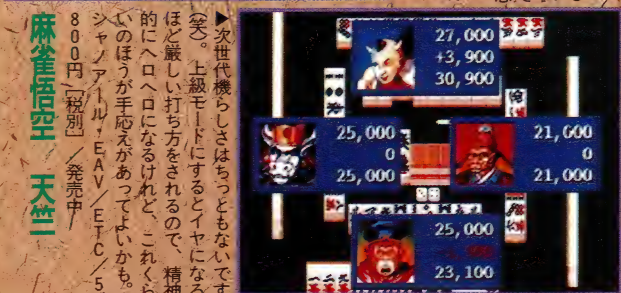 ▶次世代機らしさはちっともないです
(笑)。上級モードにするとイヤになる
ほど厳しい打ち方をされるので、精神
的にヘロヘロになるけれど、これくら
いのほうが手応えがあってよいかも。
シャノアール・EAV/ETC/5
800円[税別]/発売中
麻雀悟空 天竺
27,000
+3,900
30,900
25,000
0
25,000
21,000
0
21,000
25,000
23,100